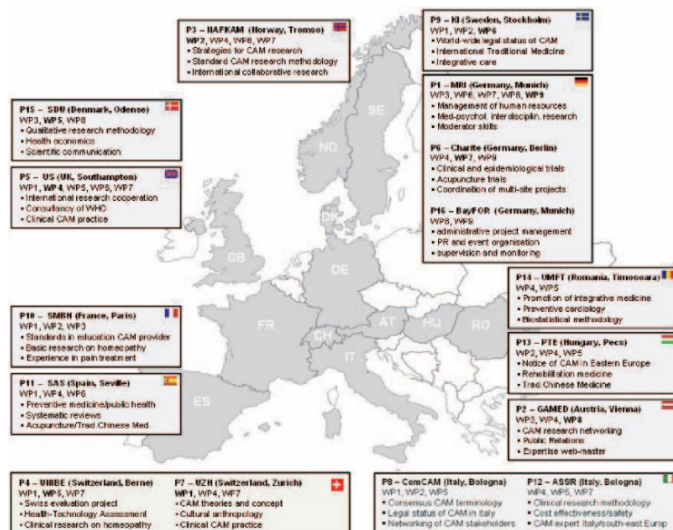 P3 – NAFKAM (Norway, Tromso)
WP2, WP4, WP6, WP7
• Strategies for CAM research
• Standard CAM research methodology
• International collaborative research
P9 – KI (Sweden, Stockholm)
WP1, WP2, WP6
• World-wide legal status of CAM
• International Traditional Medicine
• Integrative care
P1 – MRI (Germany, Munich)
WP3, WP6, WP7, WP8, WP9
• Management of human resources
• Med-psychol. interdisciplin. research
• Moderator skills
P6 – Charite (Germany, Berlin)
WP4, WP7, WP9
• Clinical and epidemiological trials
• Acupuncture trials
• Coordination of multi-site projects
P16 – BayFOR (Germany, Munich)
WP8, WP9
• administrative project management
• PR and event organisation
• supervision and monitoring
P15 – SDU (Denmark, Odense)
WP3, WP5, WP8
• Qualitative research methodology
• Health economics
• Scientific communication
P5 – US (UK, Southampton)
WP1, WP4, WP5, WP6, WP7
• International research cooperation
• Consultancy of WHO
• Clinical CAM practice
P10 – SMBH (France, Paris)
WP1, WP2, WP3
• Standards in education CAM provider
• Basic research on homeopathy
• Experience in pain treatment
P11 – SAS (Spain, Seville)
WP1, WP4, WP6
• Preventive medicine/public health
• Systematic reviews
• Acupuncture/Trad.Chinese Med.
P14 – UMFT (Romania, Timosoara)
WP4, WP5
• Promotion of integrative medicine
• Preventive cardiology
• Biostatistical methodology
P13 – PTE (Hungary, Pecs)
WP2, WP4, WP5
• Notice of CAM in Eastern Europe
• Rehabilitation medicine
• Trad.Chinese Medicine
P2 – GAMED (Austria, Vienna)
WP3, WP4, WP8
• CAM research networking
• Public Relations
• Expertise web-master
P4 – UNIBE (Switzerland, Berne)
WP1, WP5, WP7
• Swiss evaluation project
• Health-Technology Assessment
• Clinical research on homeopathy
P7 – UZH (Switzerland, Zurich)
WP1, WP4, WP7
• CAM theories and concept
• Cultural anthropology
• Clinical CAM practice
P8 – ComCAM (Italy, Bologna)
WP1, WP2, WP5
• Consensus CAM terminology
• Legal status of CAM in Italy
• Networking of CAM stakeholders
P12 – ASSR (Italy, Bologna)
WP4, WP5, WP7
• Clinical research methodology
• Cost effectiveness/safety
• CAM expert Italy/south-east Europ
SE
NO
DK
GB
DE
FR
CH
AT
HU
RO
IT
ES